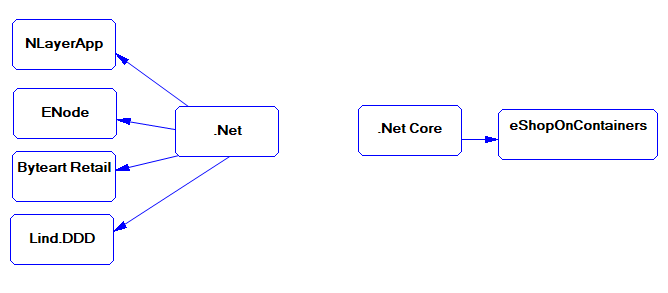 NLayerApp
ENode
Byteart Retail
Lind.DDD
.Net
.Net Core
eShopOnContainers